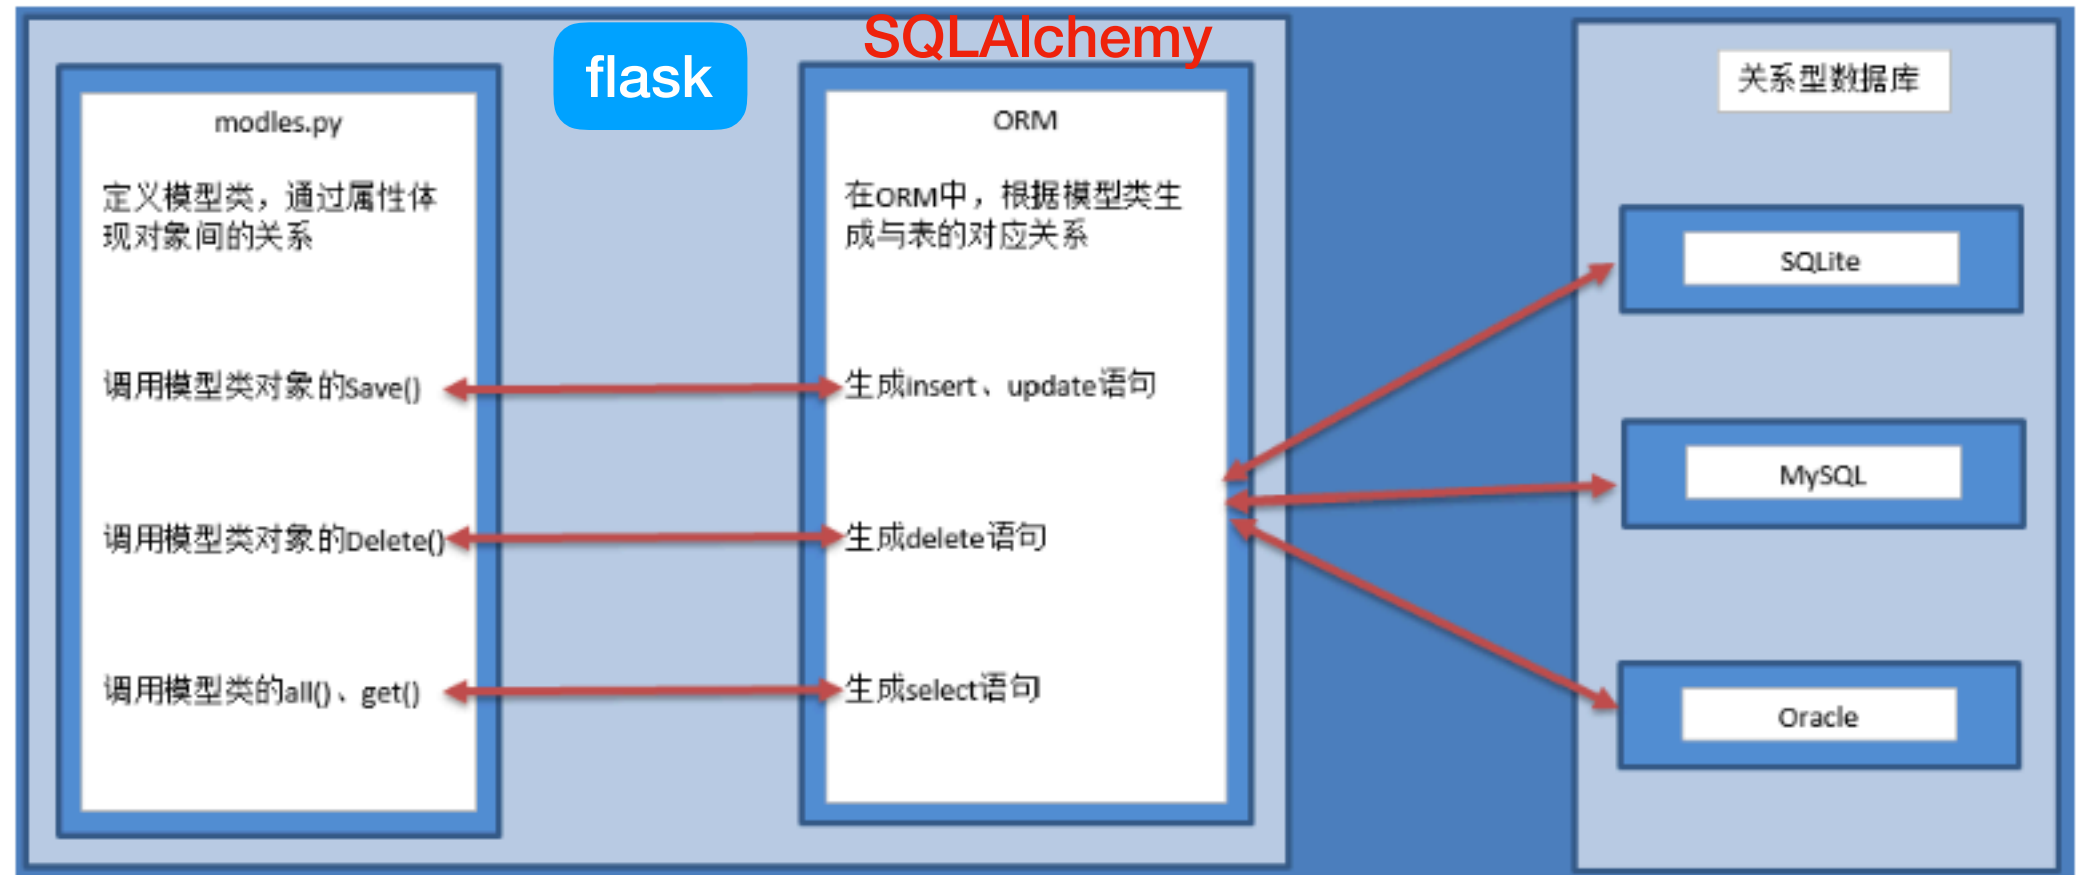 flask
SQLAlchemy
modles.py
定义模型类，通过属性体
现对象间的关系
调用模型类对象的Save()
调用模型类对象的Delete()
调用模型类的all()、get()
ORM
在ORM中，根据模型类生
成与表的对应关系
生成insert、update语句
生成delete语句
生成select语句
关系型数据库
SQLite
MySQL
Oracle